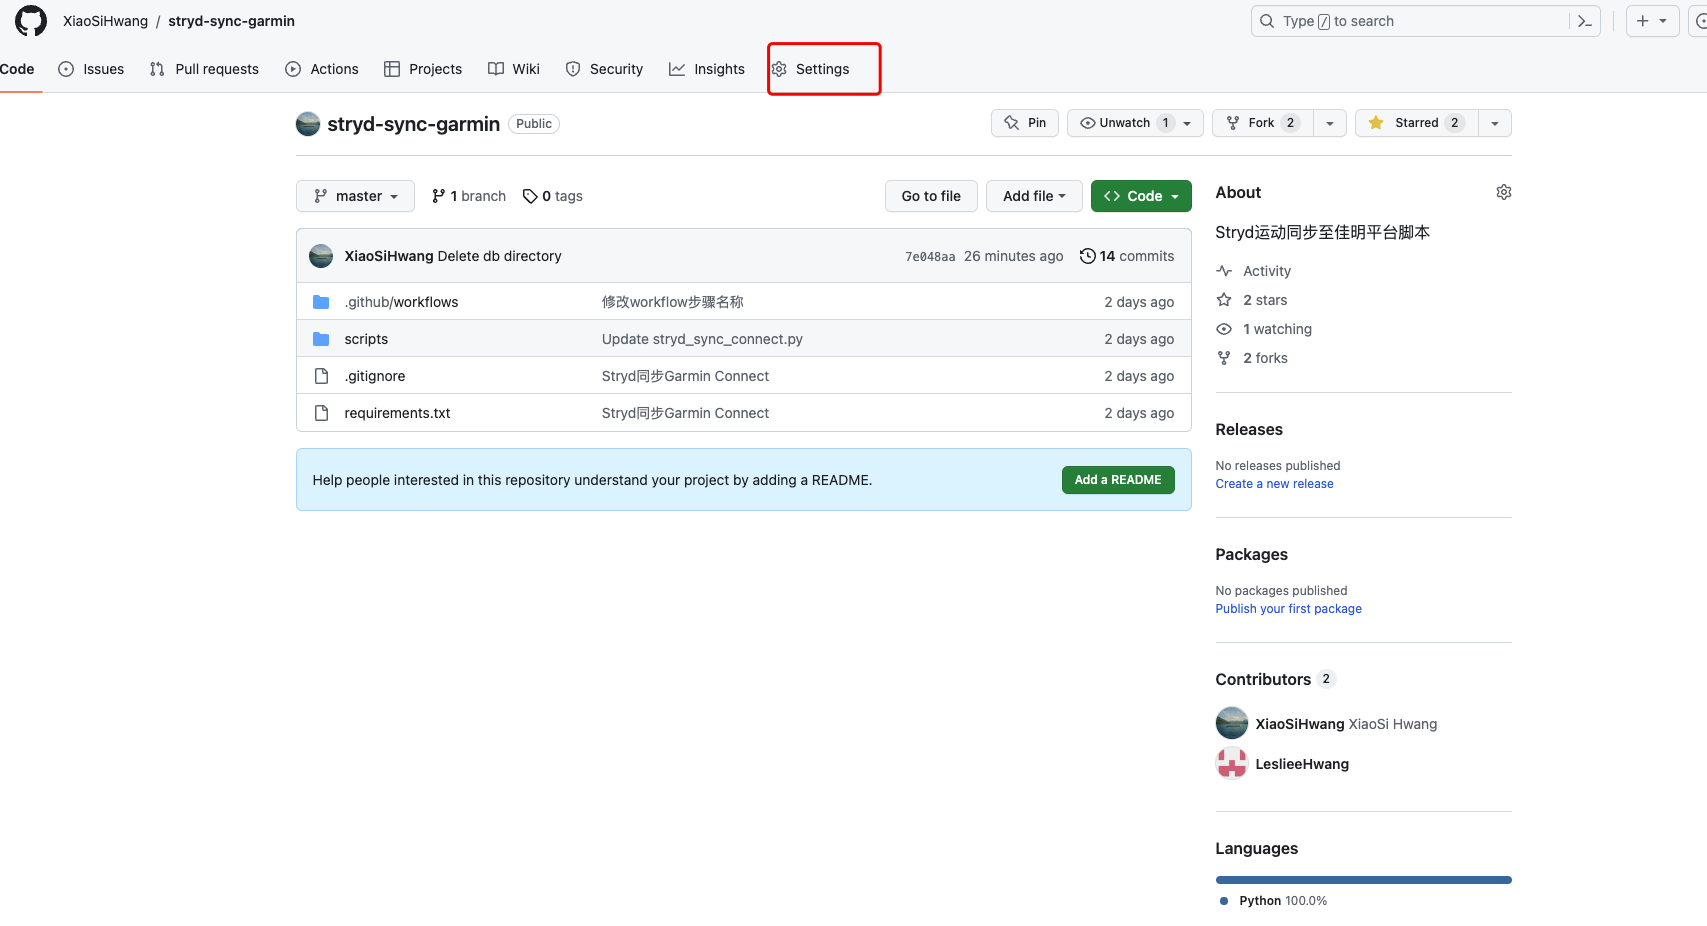 XiaoSiHwang / stryd-sync-garmin
Type / to search
Code Issues Pull requests Actions Projects Wiki Security Insights Settings
stryd-sync-garmin Public
Pin Unwatch 1 Fork 2 Starred 2
master 1 branch 0 tags Go to file Add file Code
XiaoSiHwang Delete db directory 7e048aa 26 minutes ago 14 commits
.github/workflows 修改workflow步骤名称 2 days ago
scripts Update stryd_sync_connect.py 2 days ago
.gitignore Stryd同步Garmin Connect 2 days ago
requirements.txt Stryd同步Garmin Connect 2 days ago
Help people interested in this repository understand your project by adding a README. Add a README
About
Stryd运动同步至佳明平台脚本
Activity
2 stars
1 watching
2 forks
Releases
No releases published
Create a new release
Packages
No packages published
Publish your first package
Contributors 2
XiaoSiHwang XiaoSi Hwang
LeslieeHwang
Languages
Python 100.0%